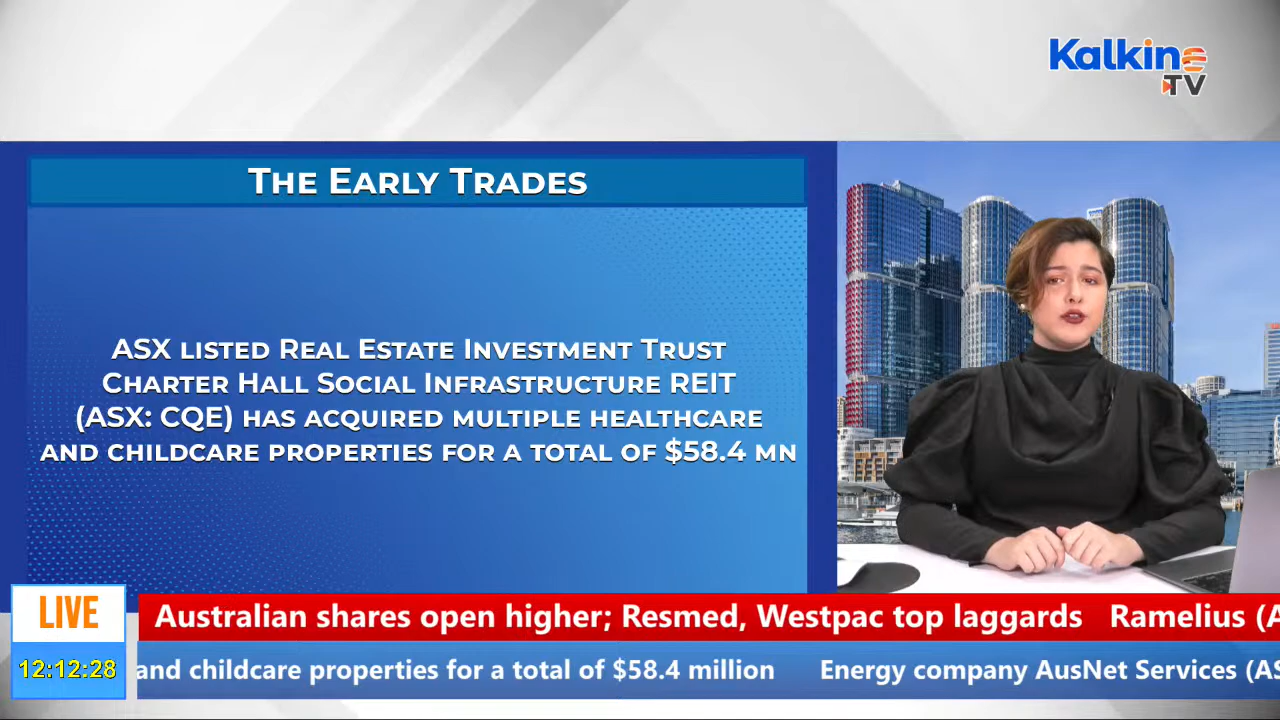 Kalkine
TV
THE EARLY TRADES
ASX LISTED REAL ESTATE INVESTMENT TRUST
CHARTER HALL SOCIAL INFRASTRUCTURE REIT
(ASX: CQE) HAS ACQUIRED MULTIPLE HEALTHCARE
AND CHILDCARE PROPERTIES FOR A TOTAL OF $58.4 MN
LIVE
Australian shares open higher; Resmed, Westpac top laggards Ramelius (A
12:12:28
and childcare properties for a total of $58.4 million Energy company AusNet Services (AS